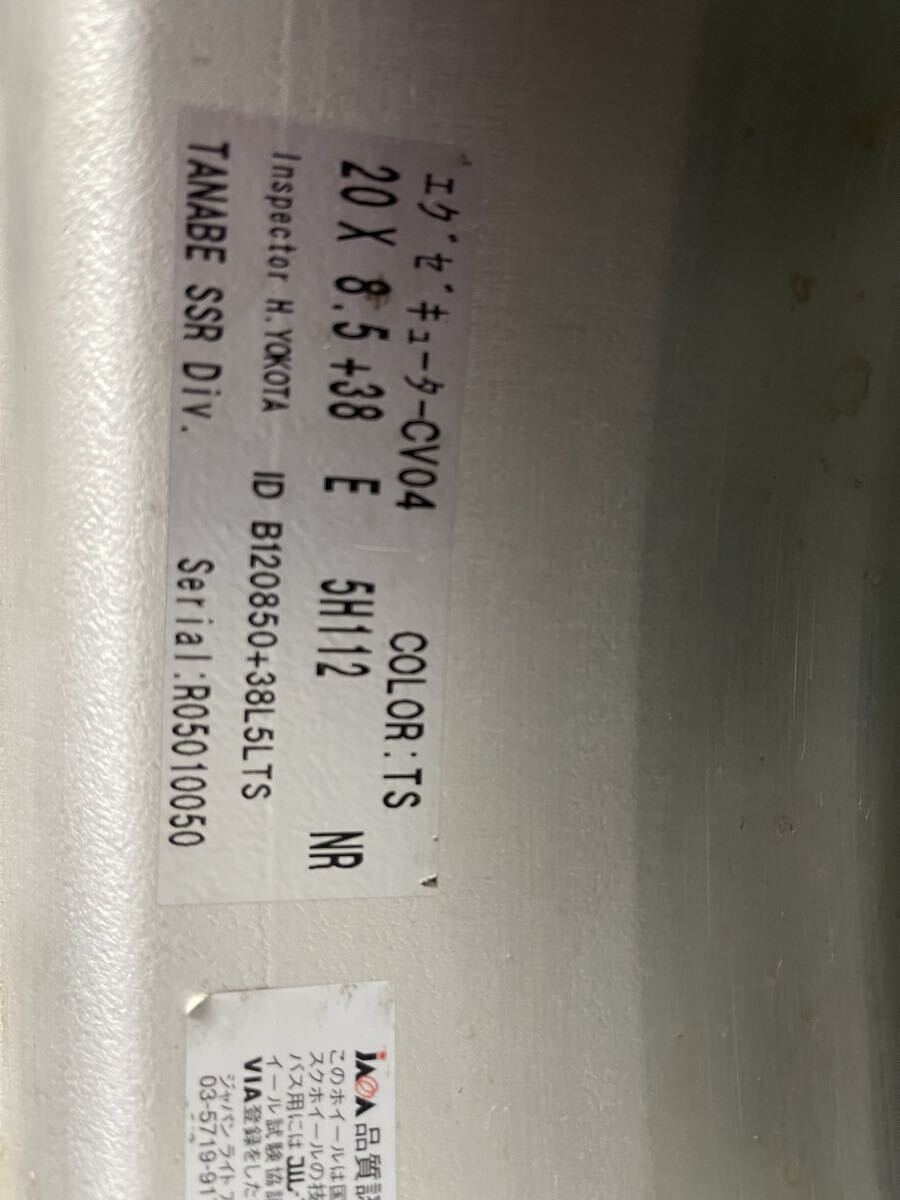 ｴｸﾞｾﾞｷｭｰﾀｰCV04 COLOR:TS
20 X 8.5 +38 E 5H112 NR
Inspector H.YOKOTA ID B120850+38L5LTS
TANABE SSR Div. Serial:R05010050
JAWA品質
このホイールは国
スクホイールの技
バス用にはJWL
イール試験協
VIA登録をした
ジャパンライト
03-5719-91